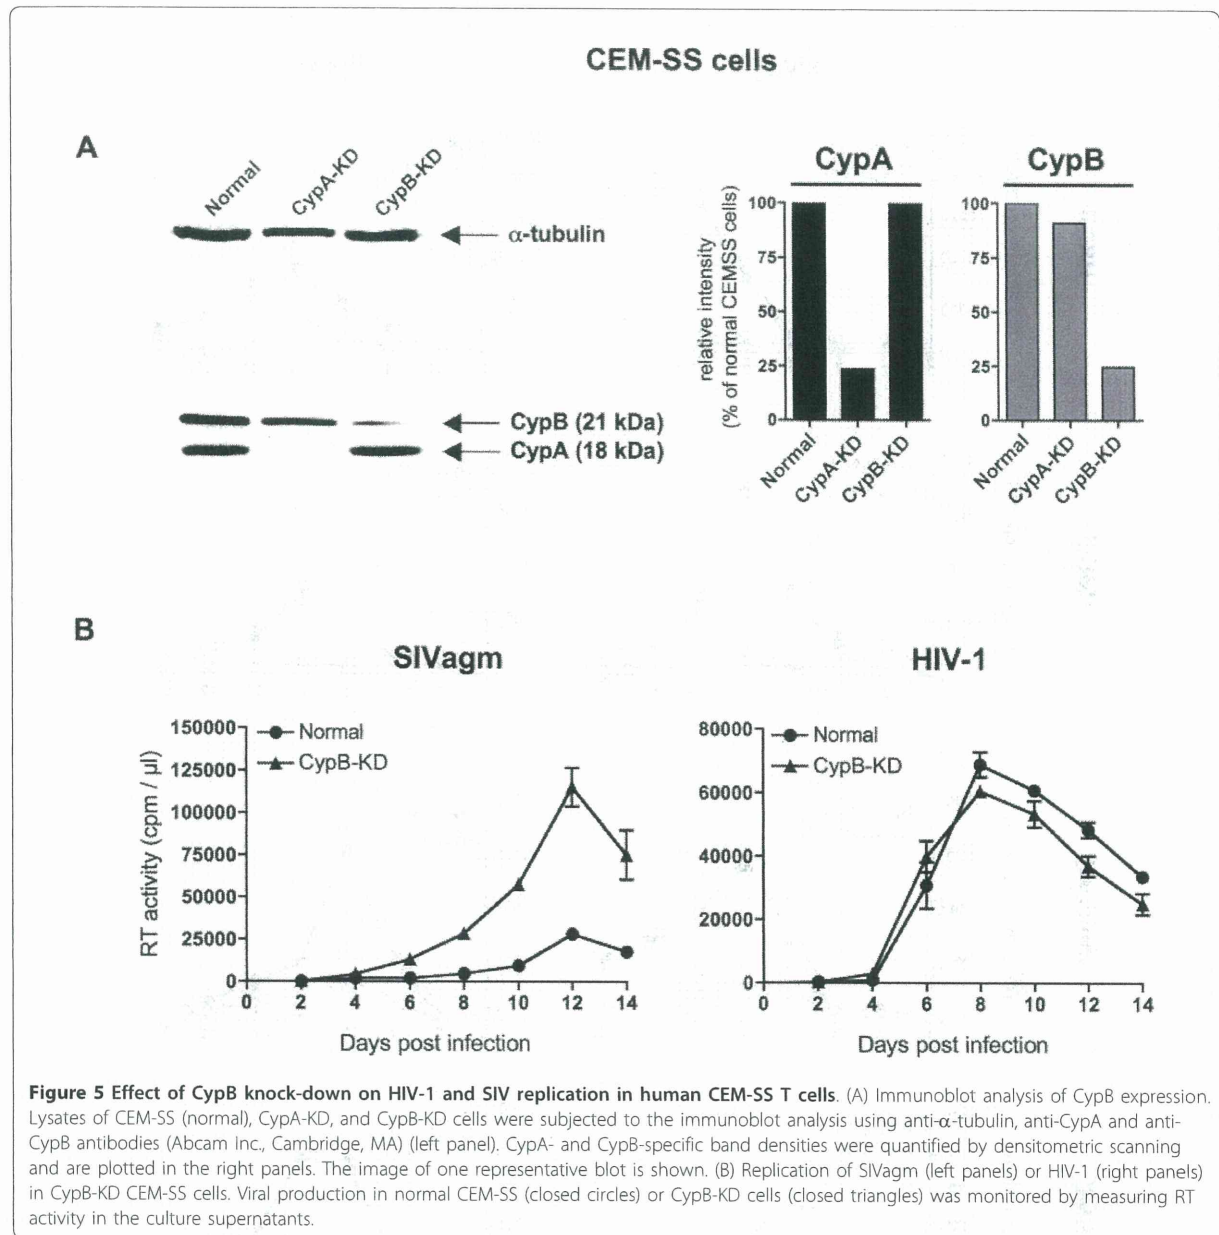 CEM-SS cells
A
Normal
CypA-KD
CypB-KD
α-tubulin
CypB (21 kDa)
CypA (18 kDa)
CypA
CypB
relative intensity
(% of normal CEMSS cells)
100
75
50
25
0
Normal
CypA-KD
CypB-KD
100
75
50
25
0
Normal
CypA-KD
CypB-KD
B
SIVagm
HIV-1
RT activity (cpm / µl)
150000
125000
100000
75000
50000
25000
0
Normal
CypB-KD
0 2 4 6 8 10 12 14
Days post infection
80000
60000
40000
20000
0
Normal
CypB-KD
0 2 4 6 8 10 12 14
Days post infection
Figure 5 Effect of CypB knock-down on HIV-1 and SIV replication in human CEM-SS T cells. (A) Immunoblot analysis of CypB expression.
Lysates of CEM-SS (normal), CypA-KD, and CypB-KD cells were subjected to the immunoblot analysis using anti-α-tubulin, anti-CypA and anti-
CypB antibodies (Abcam Inc., Cambridge, MA) (left panel). CypA- and CypB-specific band densities were quantified by densitometric scanning
and are plotted in the right panels. The image of one representative blot is shown. (B) Replication of SIVagm (left panels) or HIV-1 (right panels)
in CypB-KD CEM-SS cells. Viral production in normal CEM-SS (closed circles) or CypB-KD cells (closed triangles) was monitored by measuring RT
activity in the culture supernatants.